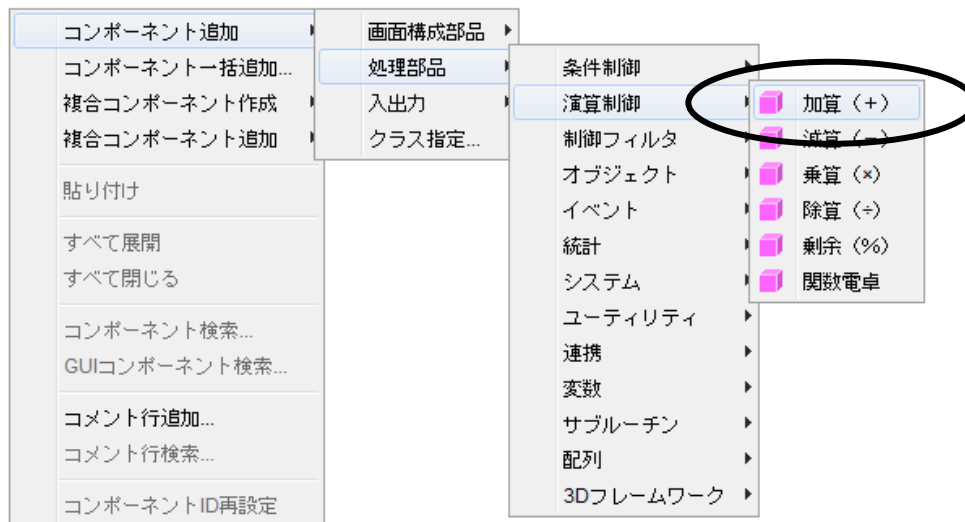 コンポーネント追加
コンポーネント一括追加...
複合コンポーネント作成
複合コンポーネント追加
貼り付け
すべて展開
すべて閉じる
コンポーネント検索...
GUIコンポーネント検索...
コメント行追加...
コメント行検索...
コンポーネントID再設定
画面構成部品
処理部品
入出力
クラス指定...
条件制御
演算制御
制御フィルタ
オブジェクト
イベント
統計
システム
ユーティリティ
連携
変数
サブルーチン
配列
3Dフレームワーク
加算（+）
減算（-）
乗算（×）
除算（÷）
剰余（%）
関数電卓